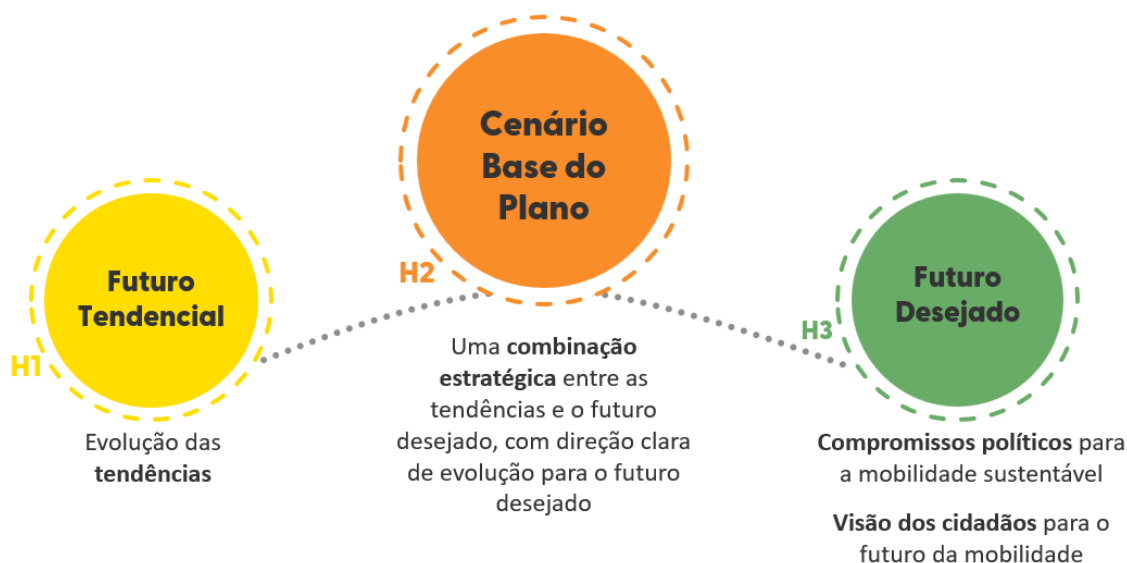 Cenário
Base do
Plano
H2
Futuro
Tendencial
H1
Futuro
Desejado
H3
Evolução das
tendências
Uma combinação
estratégica entre as
tendências e o futuro
desejado, com direção clara
de evolução para o futuro
desejado
Compromissos políticos para
a mobilidade sustentável
Visão dos cidadãos para o
futuro da mobilidade